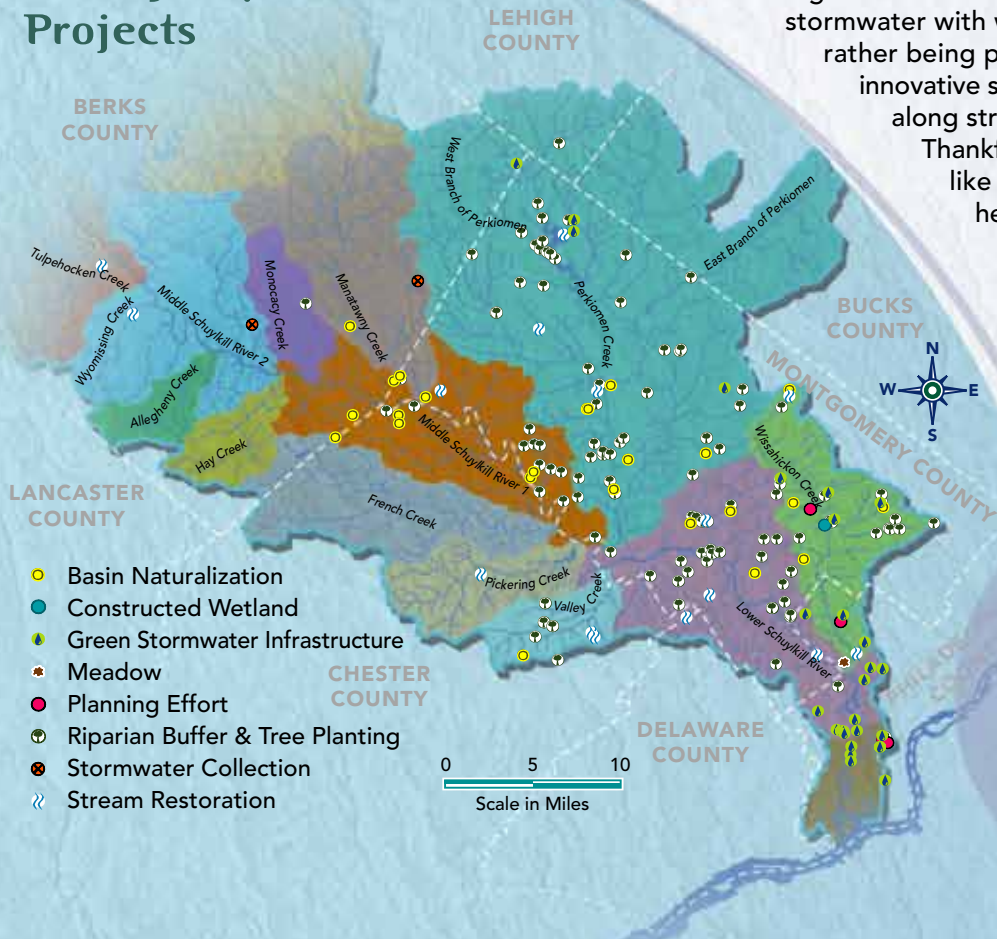 Projects
stormwater with
rather being
innovative
along
like
LEHIGH
COUNTY
BERKS
COUNTY
BUCKS
COUNTY
MONTGOMERY COUNTY
LANCASTER
COUNTY
CHESTER
COUNTY
DELAWARE
COUNTY
N
W
E
S
West Branch of Perkiomen
East Branch of Perkiomen
Perkiomen Creek
Tulpehocken Creek
Wyomissing Creek
Middle Schuylkill River 2
Monocacy Creek
Manatawny Creek
Allegheny Creek
Hay Creek
Middle Schuylkill River 1
French Creek
Pickering Creek
Valley Creek
Wissahickon Creek
Lower Schuylkill River
Basin Naturalization
Constructed Wetland
Green Stormwater Infrastructure
Meadow
Planning Effort
Riparian Buffer & Tree Planting
Stormwater Collection
Stream Restoration
0 5 10
Scale in Miles